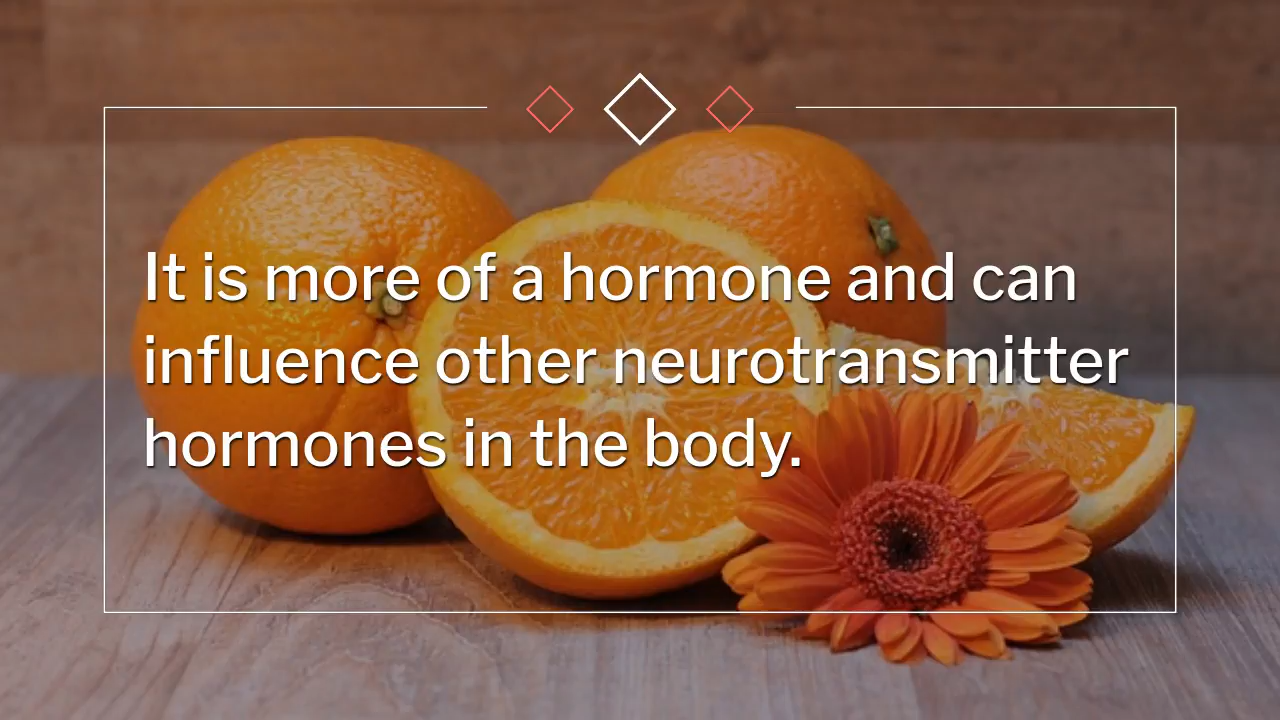 It is more of a hormone and can
influence other neurotransmitter
hormones in the body.